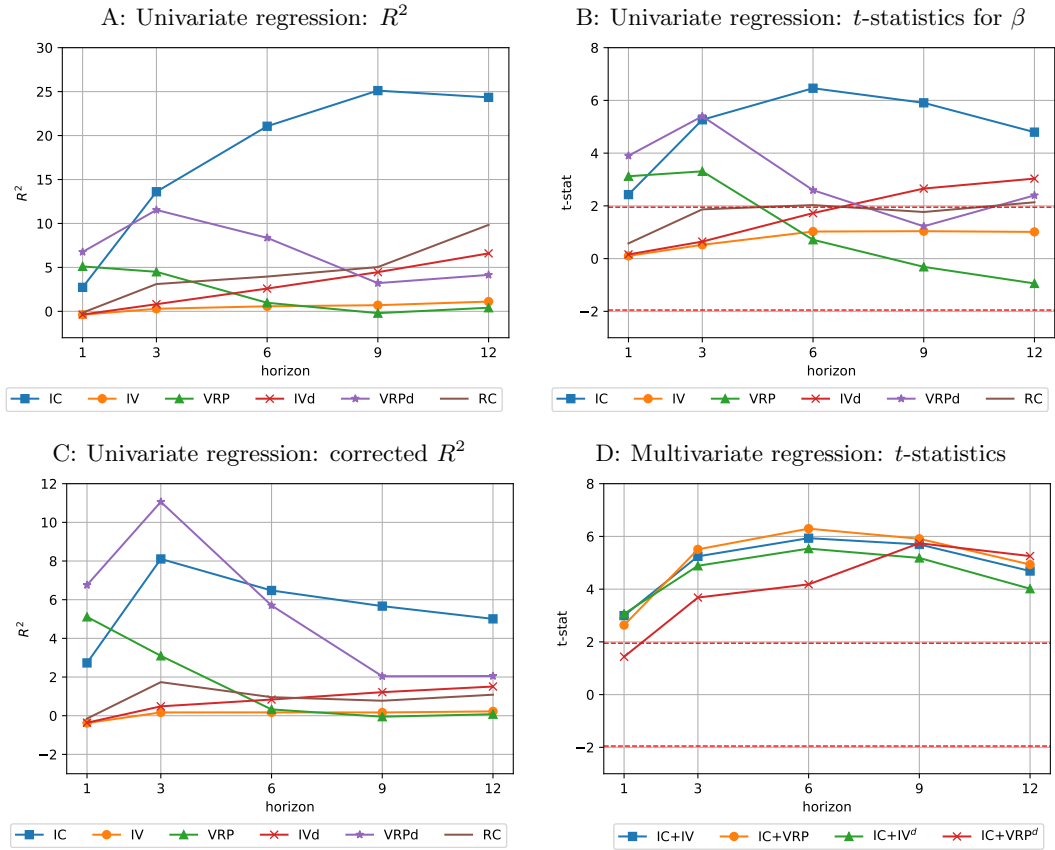 A: Univariate regression: R²
30
25
20
15
10
5
0
R²
1 3 6 9 12
horizon
IC IV VRP IVd VRPd RC
B: Univariate regression: t-statistics for β
8
6
4
2
0
−2
t-stat
1 3 6 9 12
horizon
IC IV VRP IVd VRPd RC
C: Univariate regression: corrected R²
12
10
8
6
4
2
0
−2
R²
1 3 6 9 12
horizon
IC IV VRP IVd VRPd RC
D: Multivariate regression: t-statistics
8
6
4
2
0
−2
t-stat
1 3 6 9 12
horizon
IC+IV IC+VRP IC+IVᵈ IC+VRPᵈ